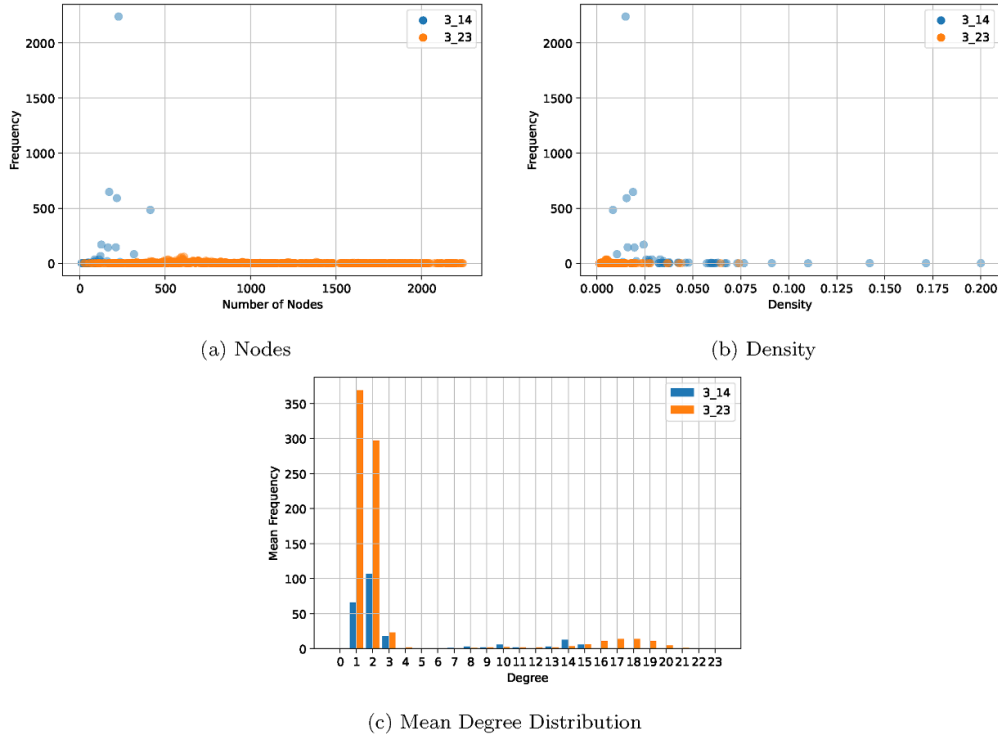 2000
1500
1000
500
0
Frequency
3_14
3_23
0 500 1000 1500 2000
Number of Nodes
(a) Nodes
2000
1500
1000
500
0
Frequency
3_14
3_23
0.000 0.025 0.050 0.075 0.100 0.125 0.150 0.175 0.200
Density
(b) Density
350
300
250
200
150
100
50
0
Mean Frequency
3_14
3_23
0 1 2 3 4 5 6 7 8 9 10 11 12 13 14 15 16 17 18 19 20 21 22 23
Degree
(c) Mean Degree Distribution